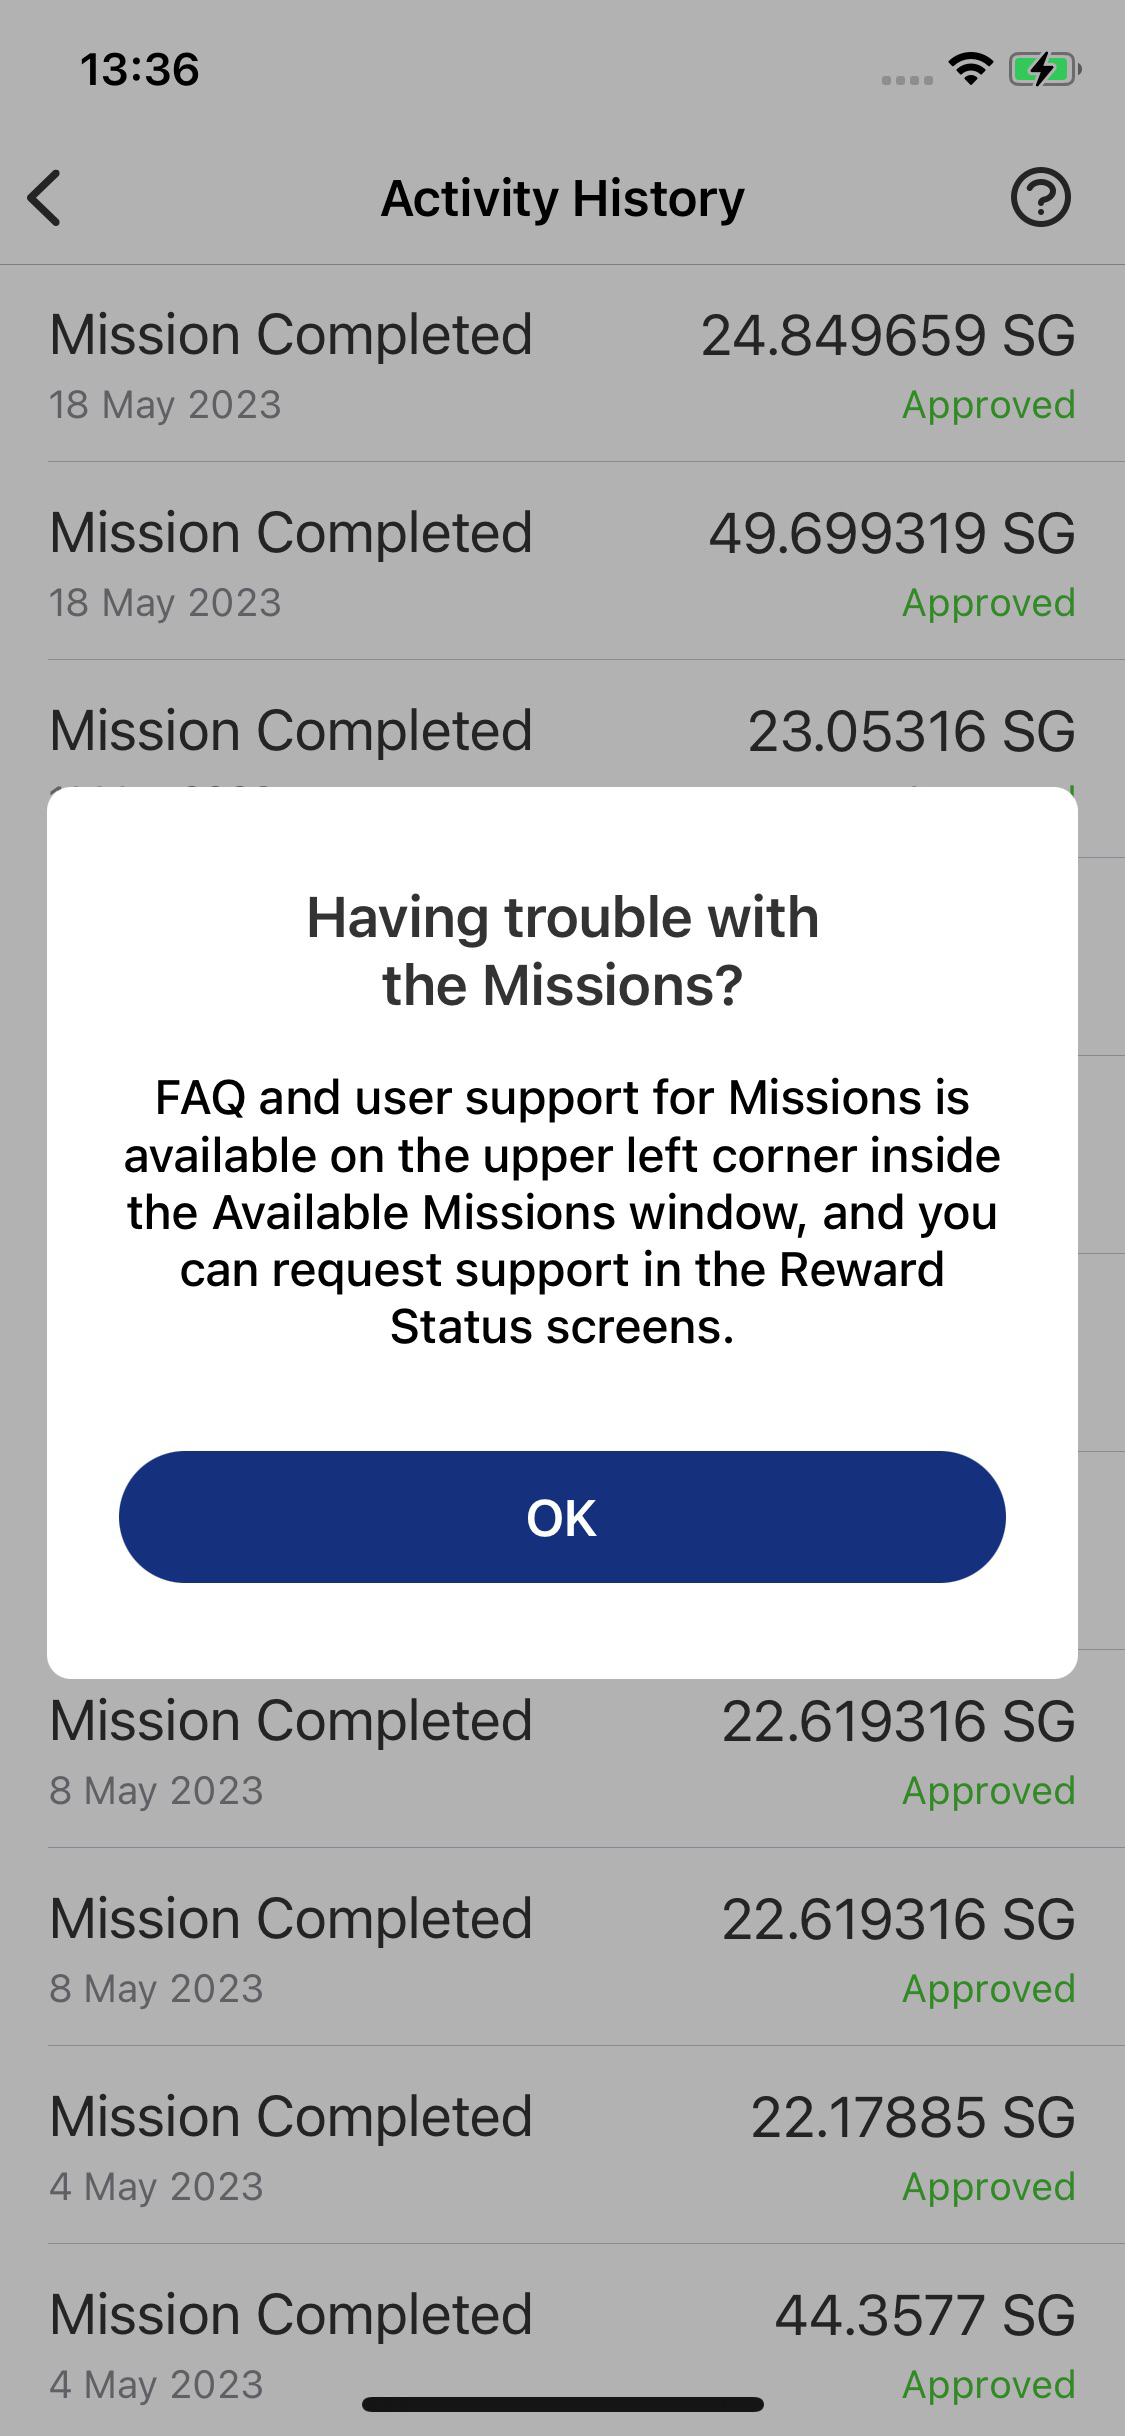 13:36
Activity History
Mission Completed 24.849659 SG
18 May 2023 Approved
Mission Completed 49.699319 SG
18 May 2023 Approved
Mission Completed 23.05316 SG
Having trouble with
the Missions?
FAQ and user support for Missions is
available on the upper left corner inside
the Available Missions window, and you
can request support in the Reward
Status screens.
OK
Mission Completed 22.619316 SG
8 May 2023 Approved
Mission Completed 22.619316 SG
8 May 2023 Approved
Mission Completed 22.17885 SG
4 May 2023 Approved
Mission Completed 44.3577 SG
4 May 2023 Approved